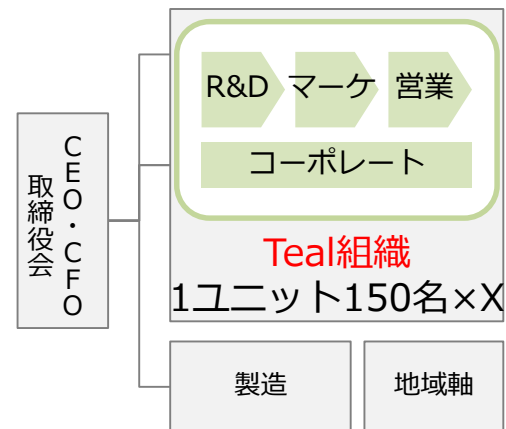 CEO・CFO
取締役会
R&D
マーケ
営業
コーポレート
Teal組織
1ユニット150名×X
製造
地域軸